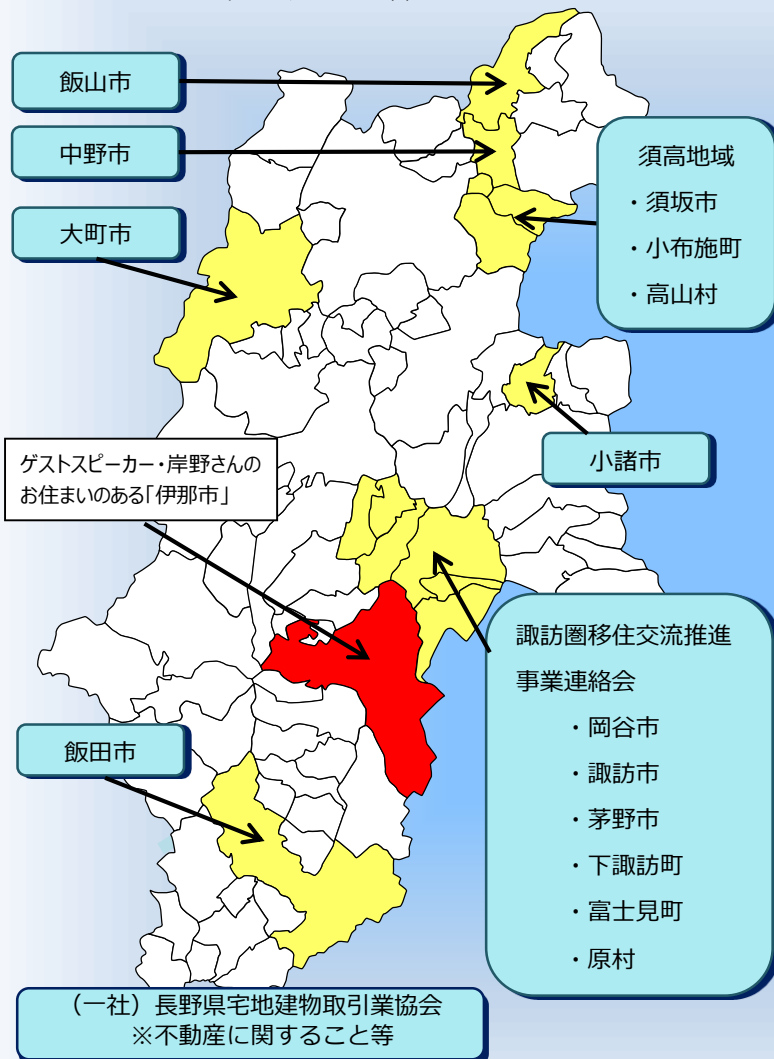 飯山市
中野市
大町市
須高地域
・須坂市
・小布施町
・高山村
小諸市
ゲストスピーカー・岸野さんの
お住まいのある「伊那市」
諏訪圏移住交流推進
事業連絡会
・岡谷市
・諏訪市
・茅野市
・下諏訪町
・富士見町
・原村
飯田市
（一社）長野県宅地建物取引業協会
※不動産に関すること等